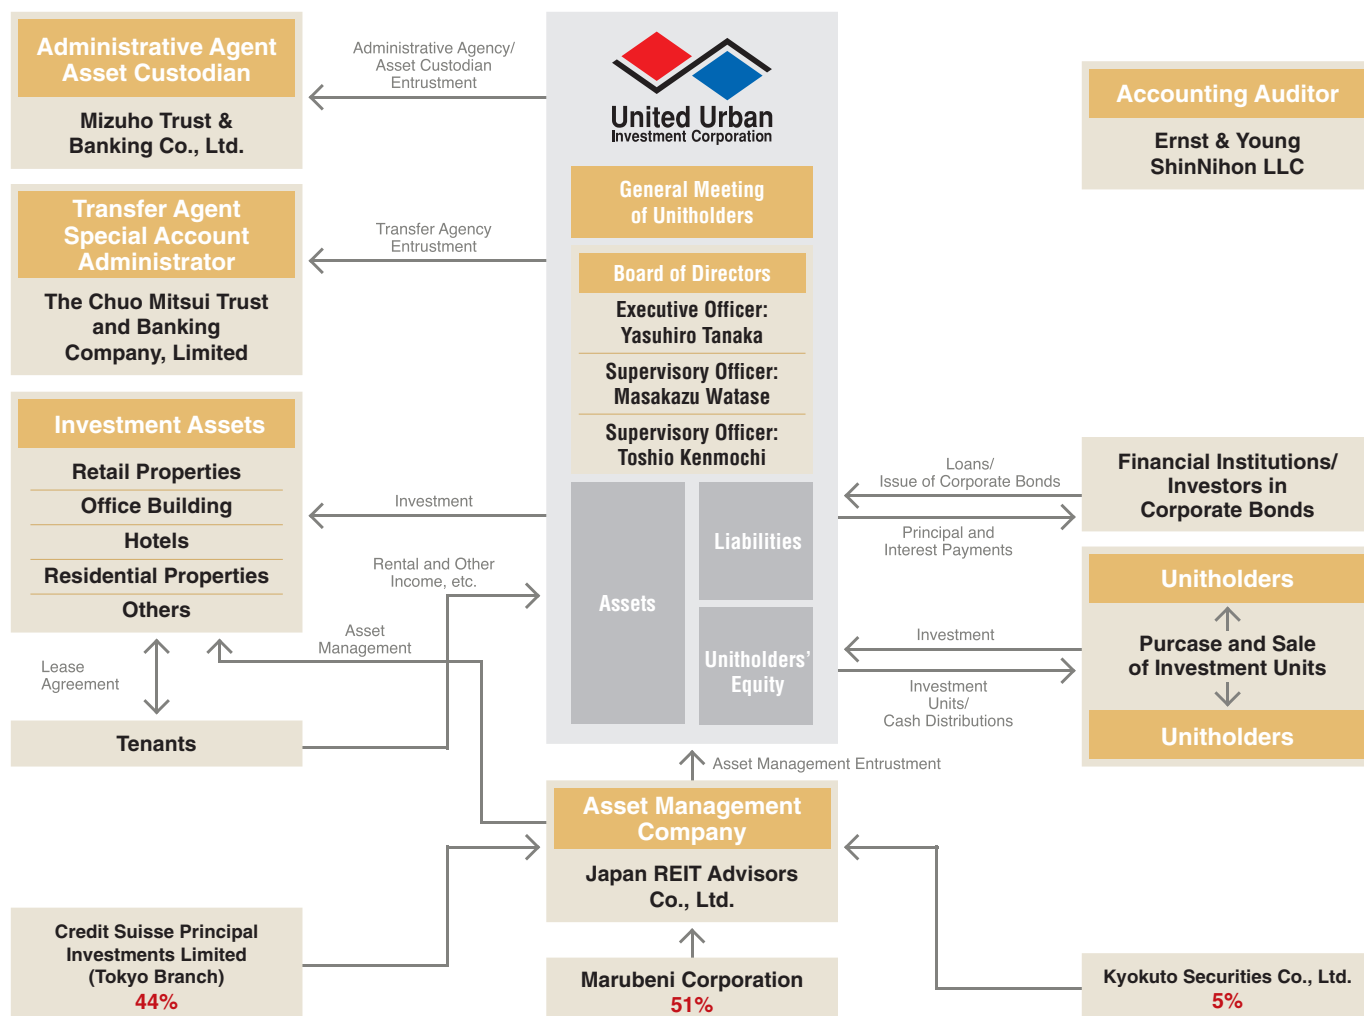 Administrative Agent
Asset Custodian
Mizuho Trust &
Banking Co., Ltd.
Administrative Agency/
Asset Custodian
Entrustment
United Urban
Investment Corporation
Accounting Auditor
Ernst & Young
ShinNihon LLC
Transfer Agent
Special Account
Administrator
The Chuo Mitsui Trust
and Banking
Company, Limited
Transfer Agency
Entrustment
General Meeting
of Unitholders
Board of Directors
Executive Officer:
Yasuhiro Tanaka
Supervisory Officer:
Masakazu Watase
Supervisory Officer:
Toshio Kenmochi
Investment Assets
Retail Properties
Office Building
Hotels
Residential Properties
Others
Investment
Rental and Other
Income, etc.
Asset
Management
Lease
Agreement
Tenants
Assets
Liabilities
Unitholders'
Equity
Loans/
Issue of Corporate Bonds
Principal and
Interest Payments
Financial Institutions/
Investors in
Corporate Bonds
Investment
Investment
Units/
Cash Distributions
Unitholders
Purcase and Sale
of Investment Units
Unitholders
Asset Management Entrustment
Asset Management
Company
Japan REIT Advisors
Co., Ltd.
Credit Suisse Principal
Investments Limited
(Tokyo Branch)
44%
Marubeni Corporation
51%
Kyokuto Securities Co., Ltd.
5%